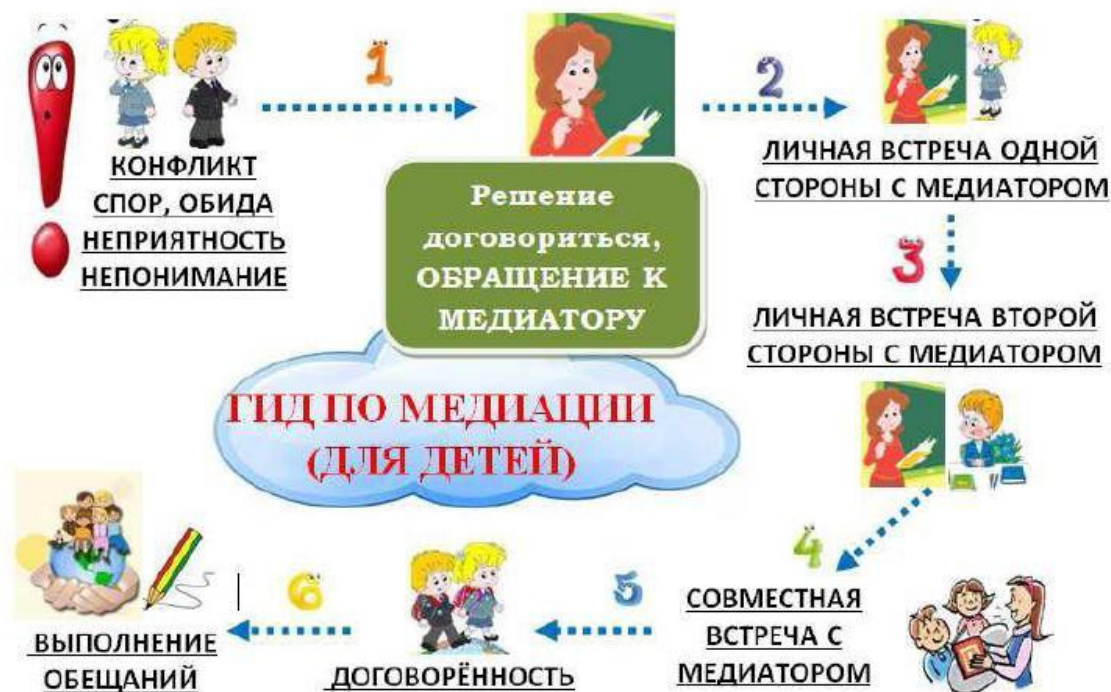 1
2
КОНФЛИКТ
СПОР, ОБИДА
НЕПРИЯТНОСТЬ
НЕПОНИМАНИЕ
Решение
договориться,
ОБРАЩЕНИЕ К
МЕДИАТОРУ
ЛИЧНАЯ ВСТРЕЧА ОДНОЙ
СТОРОНЫ С МЕДИАТОРОМ
3
ЛИЧНАЯ ВСТРЕЧА ВТОРОЙ
СТОРОНЫ С МЕДИАТОРОМ
ГИД ПО МЕДИАЦИИ
(ДЛЯ ДЕТЕЙ)
4
СОВМЕСТНАЯ
ВСТРЕЧА С
МЕДИАТОРОМ
5
ДОГОВОРЁННОСТЬ
6
ВЫПОЛНЕНИЕ
ОБЕЩАНИЙ